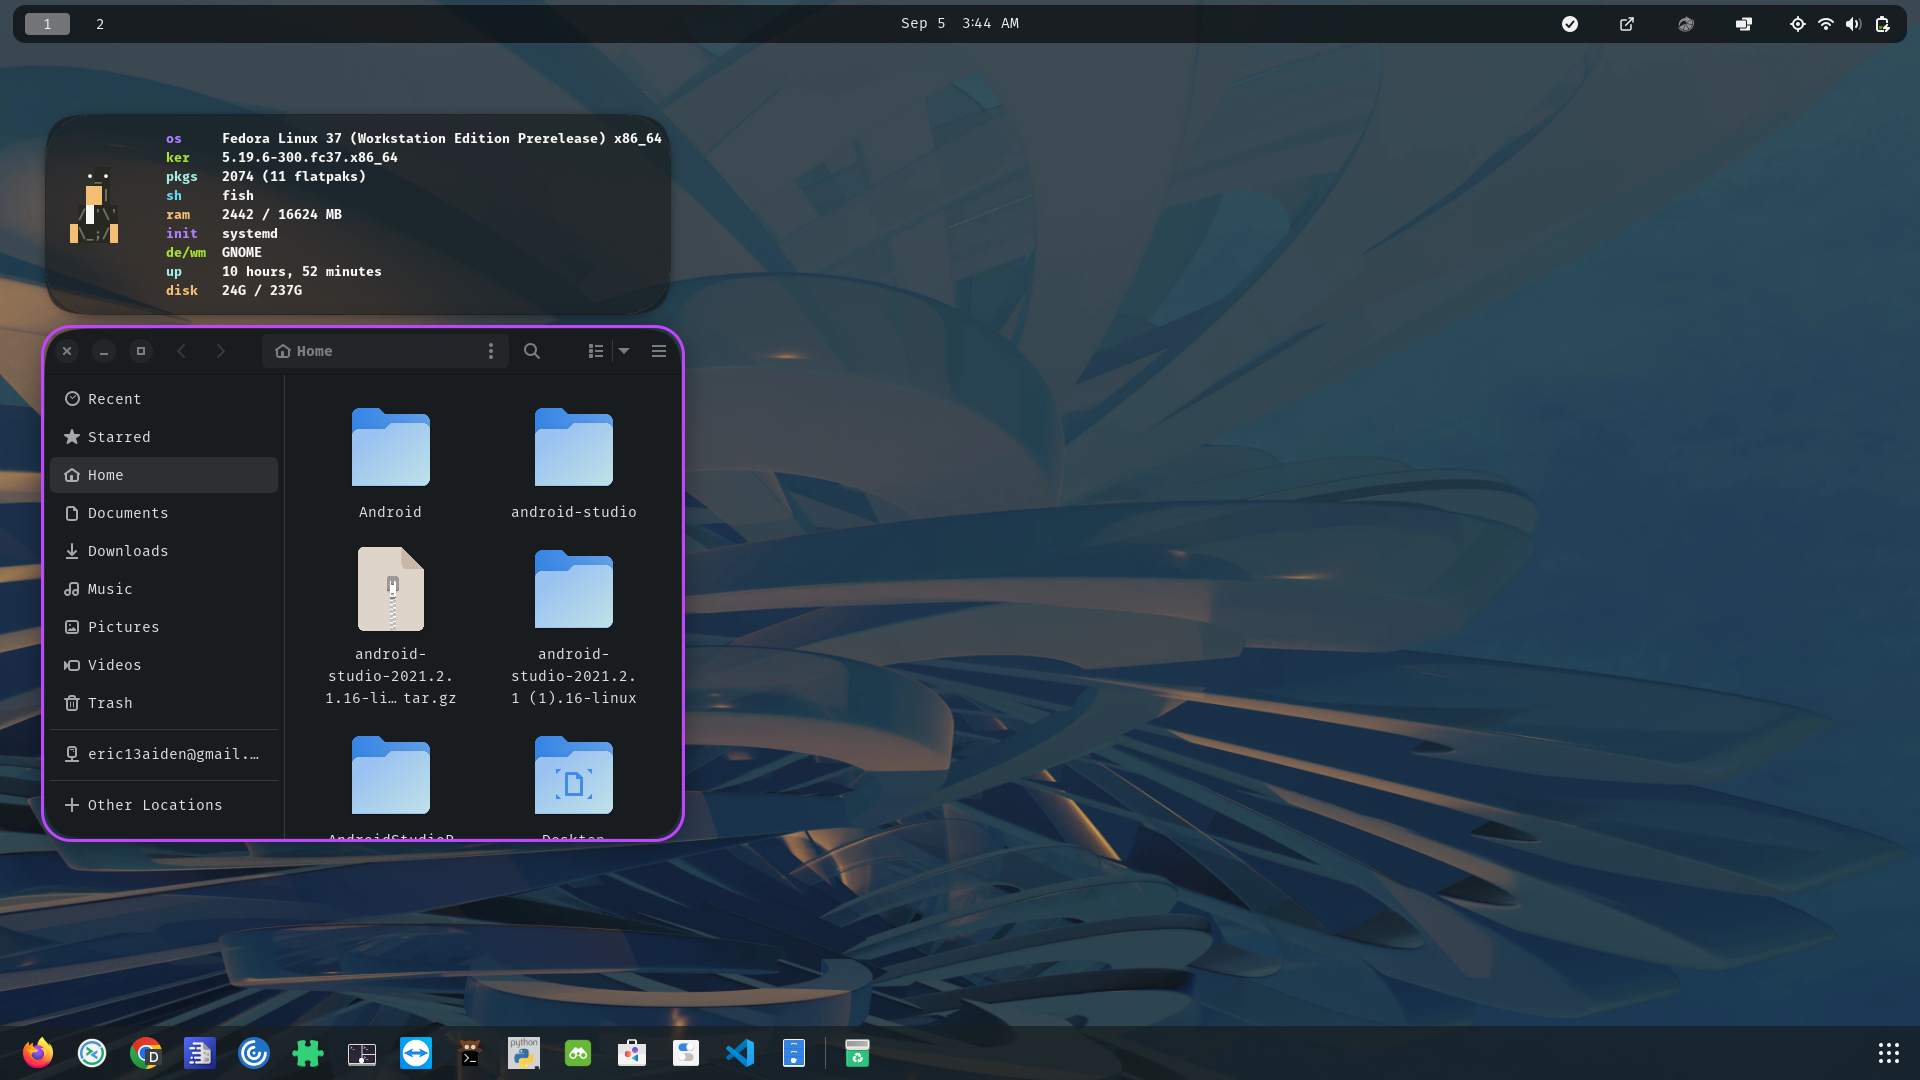 1 2 Sep 5 3:44 AM
os Fedora Linux 37 (Workstation Edition Prerelease) x86_64
ker 5.19.6-300.fc37.x86_64
pkgs 2074 (11 flatpaks)
sh fish
ram 2442 / 16624 MB
init systemd
de/wm GNOME
up 10 hours, 52 minutes
disk 24G / 237G
Home
Recent
Starred
Home
Documents
Downloads
Music
Pictures
Videos
Trash
eric13aiden@gmail.…
Other Locations
Android
android-studio
android-
studio-2021.2.
1.16-li… tar.gz
android-
studio-2021.2.
1 (1).16-linux
AndroidStudioP
Desktop
D
python